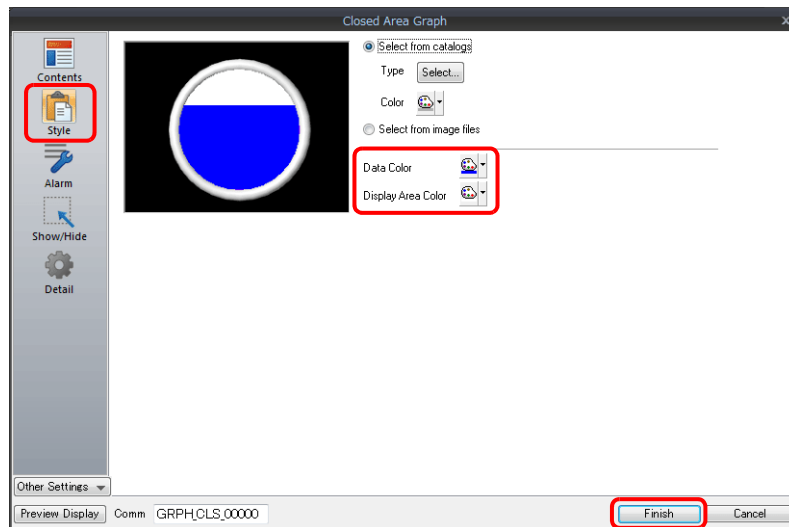 Closed Area Graph
x
Contents
Style
Alarm
Show/Hide
Detail
Other Settings
Select from catalogs
Type Select...
Color
Select from image files
Data Color
Display Area Color
Preview Display Comm GRPH_CLS_00000 Finish Cancel